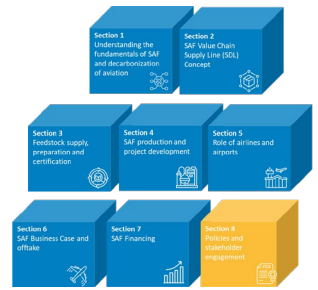 Section 1
Understanding the
fundamentals of SAF
and decarbonization
of aviation
Section 2
SAF Value Chain
Supply Line (SDL)
Concept
Section 3
Feedstock supply,
preparation and
certification
Section 4
SAF production and
project development
Section 5
Role of airlines and
airports
Section 6
SAF Business Case and
offtake
Section 7
SAF Financing
Section 8
Policies and
stakeholder
engagement